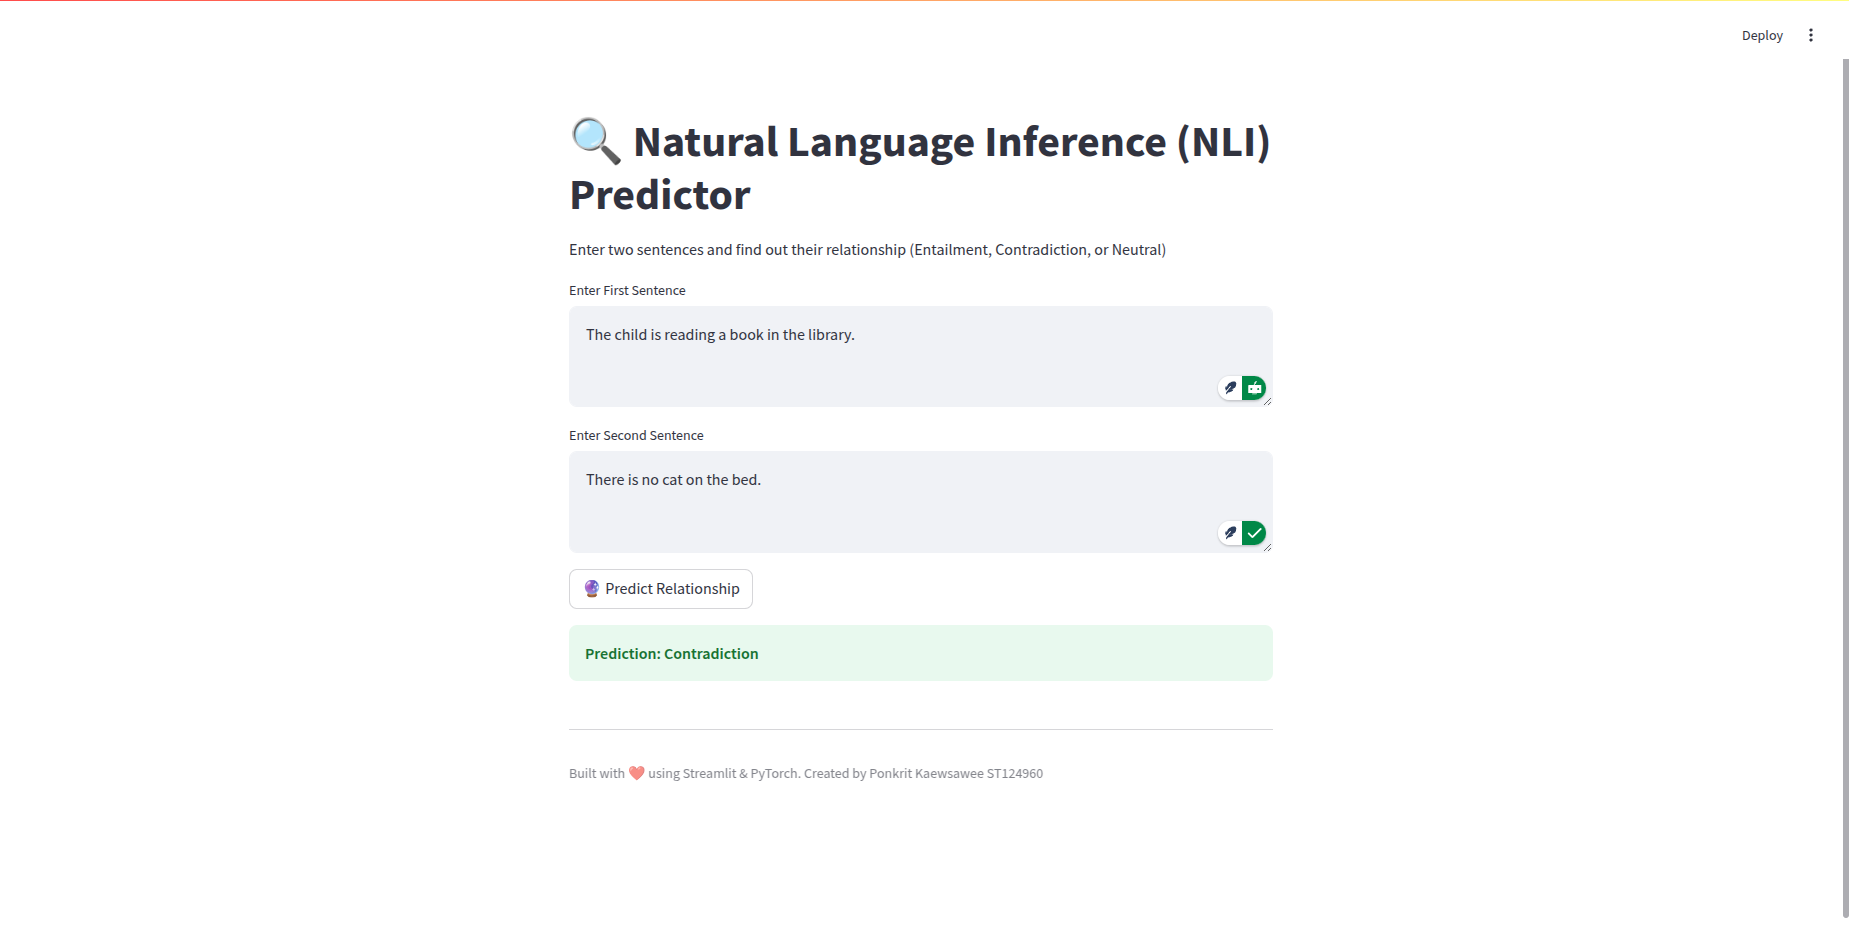 Deploy
🔍 Natural Language Inference (NLI)
Predictor
Enter two sentences and find out their relationship (Entailment, Contradiction, or Neutral)
Enter First Sentence
The child is reading a book in the library.
Enter Second Sentence
There is no cat on the bed.
🔮 Predict Relationship
Prediction: Contradiction
Built with ❤️ using Streamlit & PyTorch. Created by Ponkrit Kaewsawee ST124960